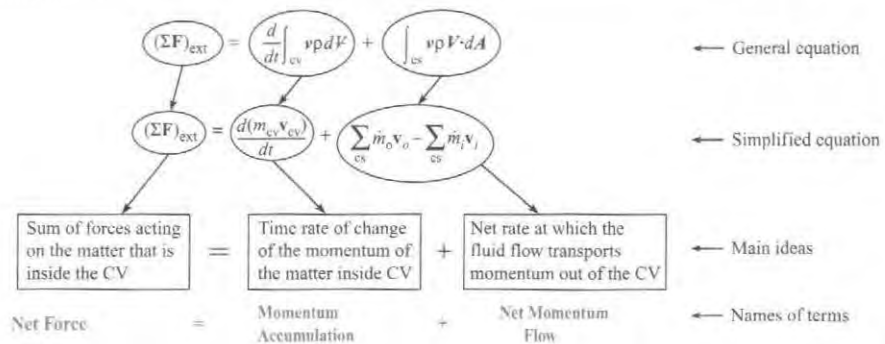 (ΣF)ext = d/dt ∫cv vρ dV + ∫cs vρ V·dA ← General equation
(ΣF)ext = d(mcv vcv)/dt + Σcs ṁo vo − Σcs ṁi vi ← Simplified equation
Sum of forces acting
on the matter that is
inside the CV
=
Time rate of change
of the momentum of
the matter inside CV
+
Net rate at which the
fluid flow transports
momentum out of the CV
← Main ideas
Net Force
=
Momentum
Accumulation
+
Net Momentum
Flow
← Names of terms